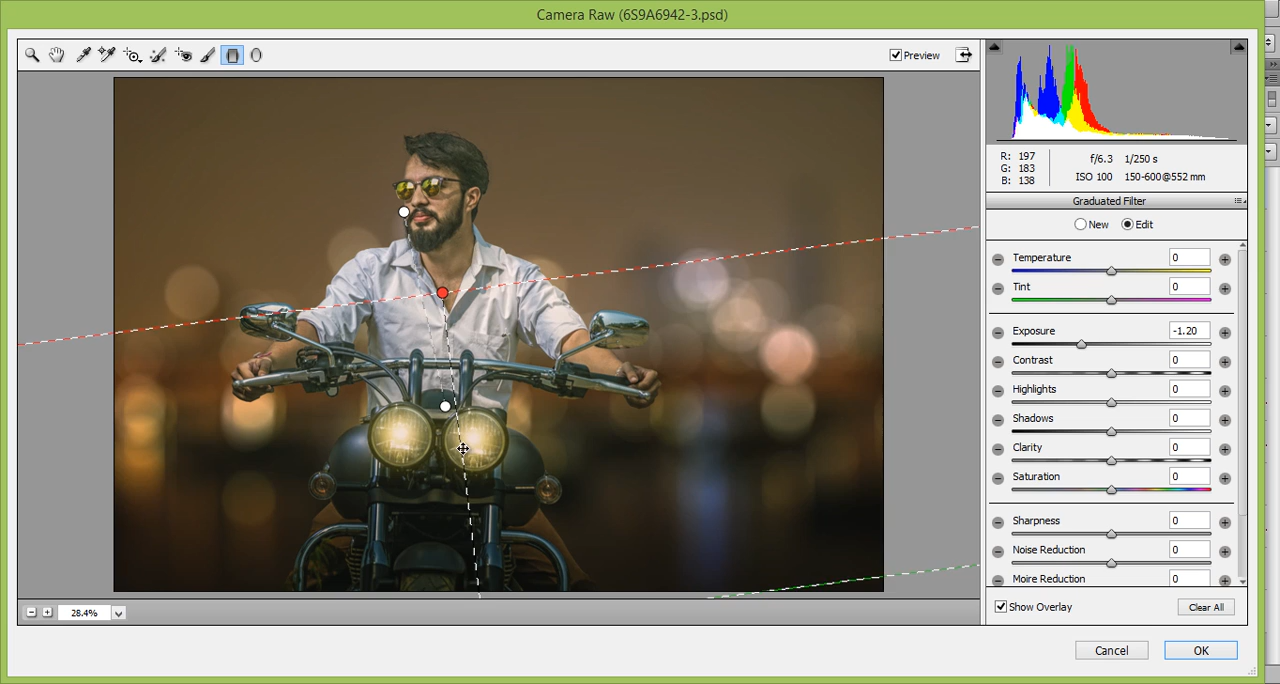 Camera Raw (6S9A6942-3.psd)
Preview
R: 197
G: 183
B: 138
f/6.3 1/250 s
ISO 100 150-600@552 mm
Graduated Filter
New Edit
Temperature 0
Tint 0
Exposure -1.20
Contrast 0
Highlights 0
Shadows 0
Clarity 0
Saturation 0
Sharpness 0
Noise Reduction 0
Moire Reduction 0
28.4%
Show Overlay Clear All
Cancel OK